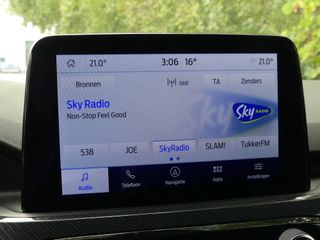 21.0° 3:06 16° 21.0°
Bronnen DAB TA Zenders
Sky Radio
Non-Stop Feel Good
Sky RADIO
538 JOE SkyRadio SLAM! TukkerFM
Audio Telefoon Navigatie Apps Instellingen